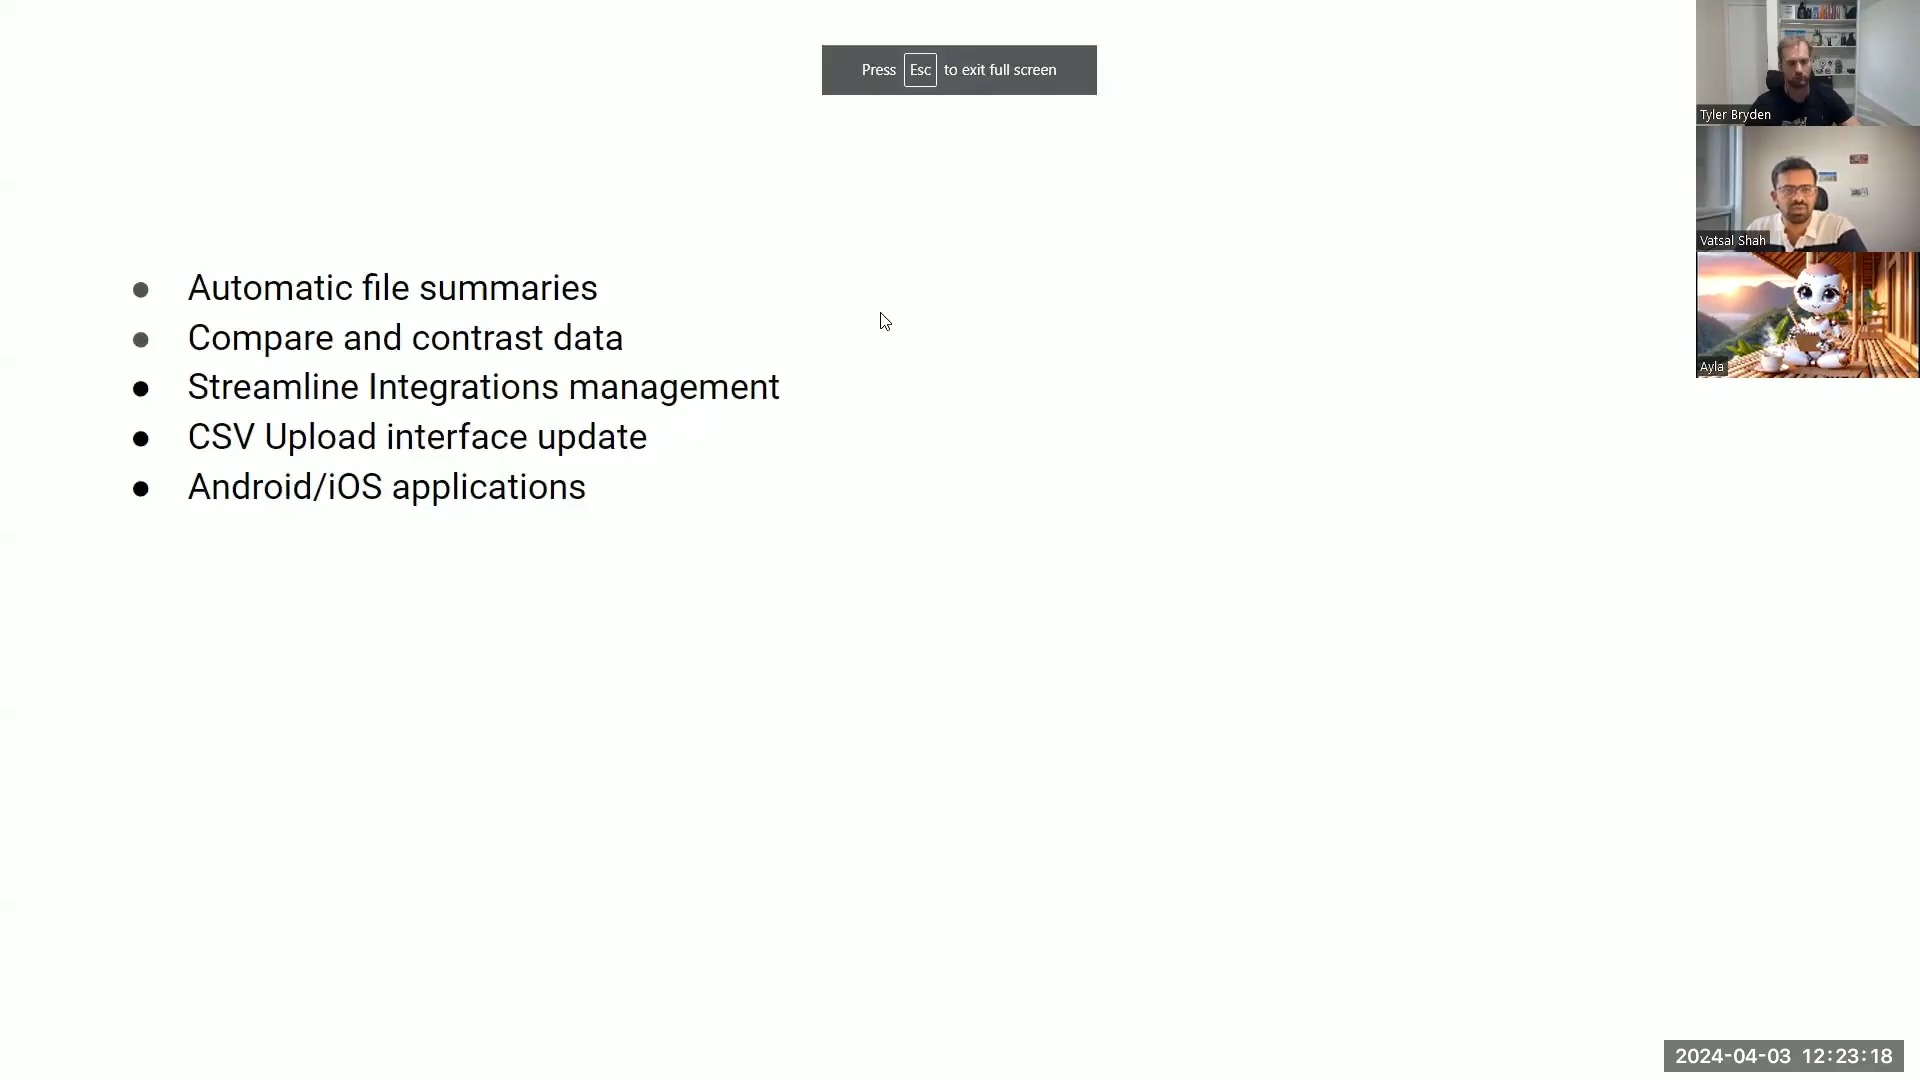 Press Esc to exit full screen
Tyler Bryden
Vatsal Shah
Ayla
● Automatic file summaries
● Compare and contrast data
● Streamline Integrations management
● CSV Upload interface update
● Android/iOS applications
2024-04-03 12:23:18